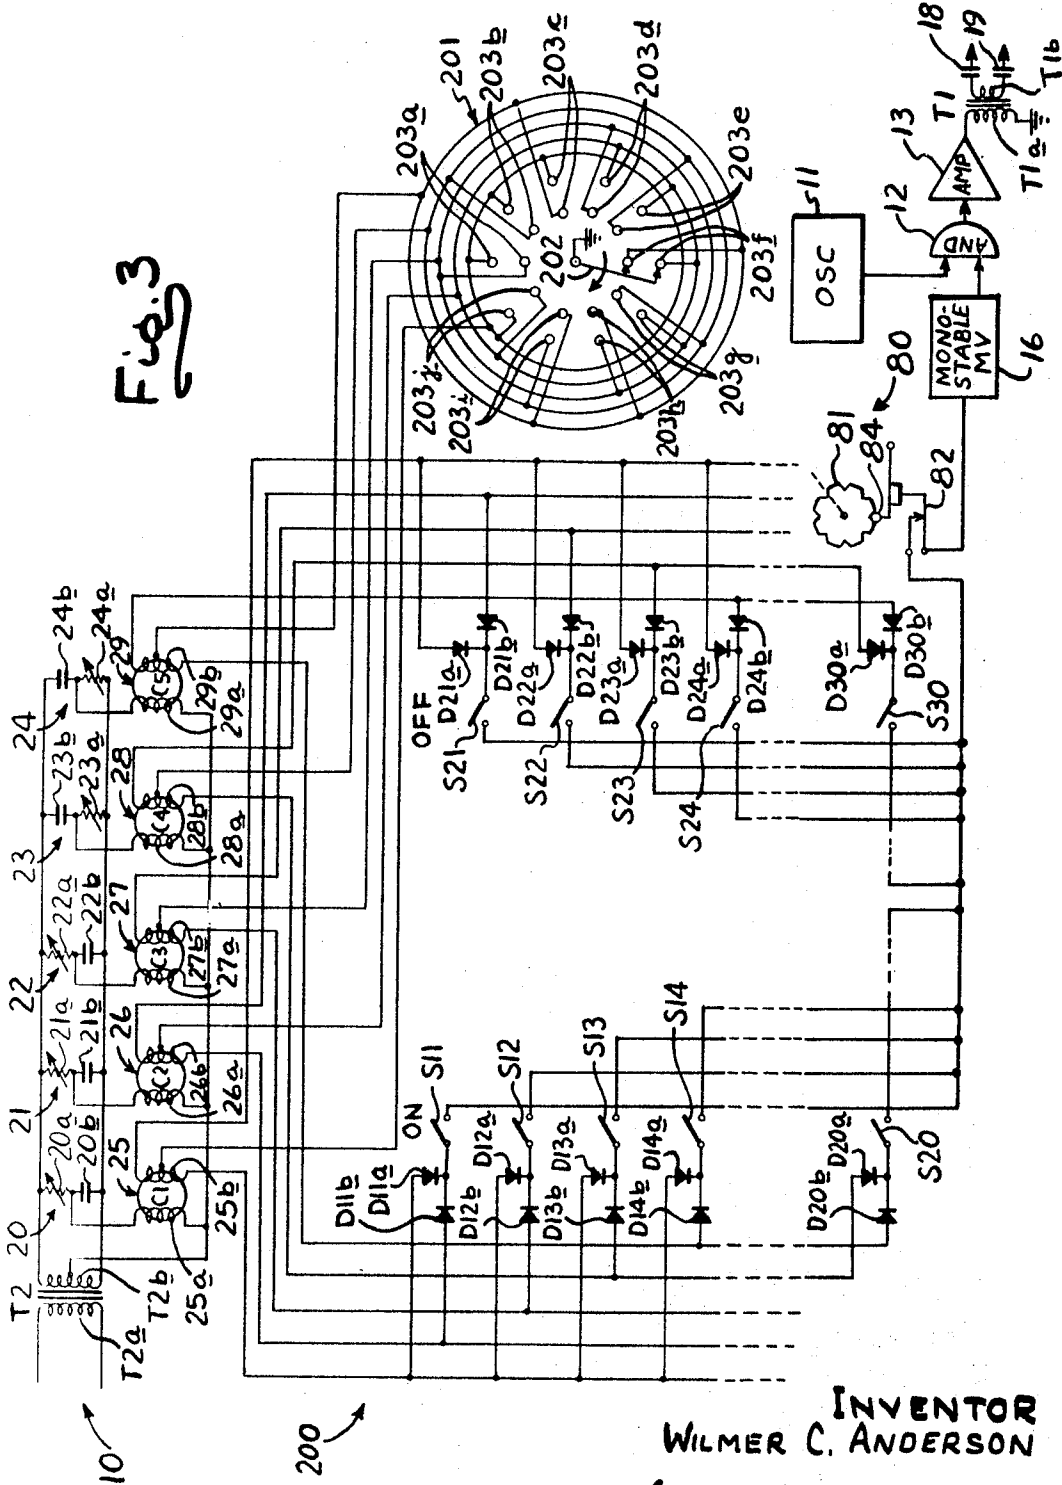 Fig. 3
10
T2
T2a
T2b
20
20a
20b
21
21a
21b
22
22a
22b
23
23b
23a
24
24b
24a
25
C1
25a
25b
26
C2
26b
26a
27
C3
27b
27a
28
C4
28b
28a
29
C5
29b
29a
200
201
202
203a
203b
203c
203d
203e
203f
203g
203h
203i
203j
OFF
D21a
D21b
S21
D22a
D22b
S22
D23a
D23b
S23
D24a
D24b
S24
D30a
D30b
S30
ON
D11b
D11a
S11
D12a
D12b
S12
D13a
D13b
S13
D14a
D14b
S14
D20a
D20b
S20
80
81
84
82
OSC
11
MONO-
STABLE
MV
16
AND
12
AMP
13
T1
T1a
T1b
18
19
INVENTOR
WILMER C. ANDERSON